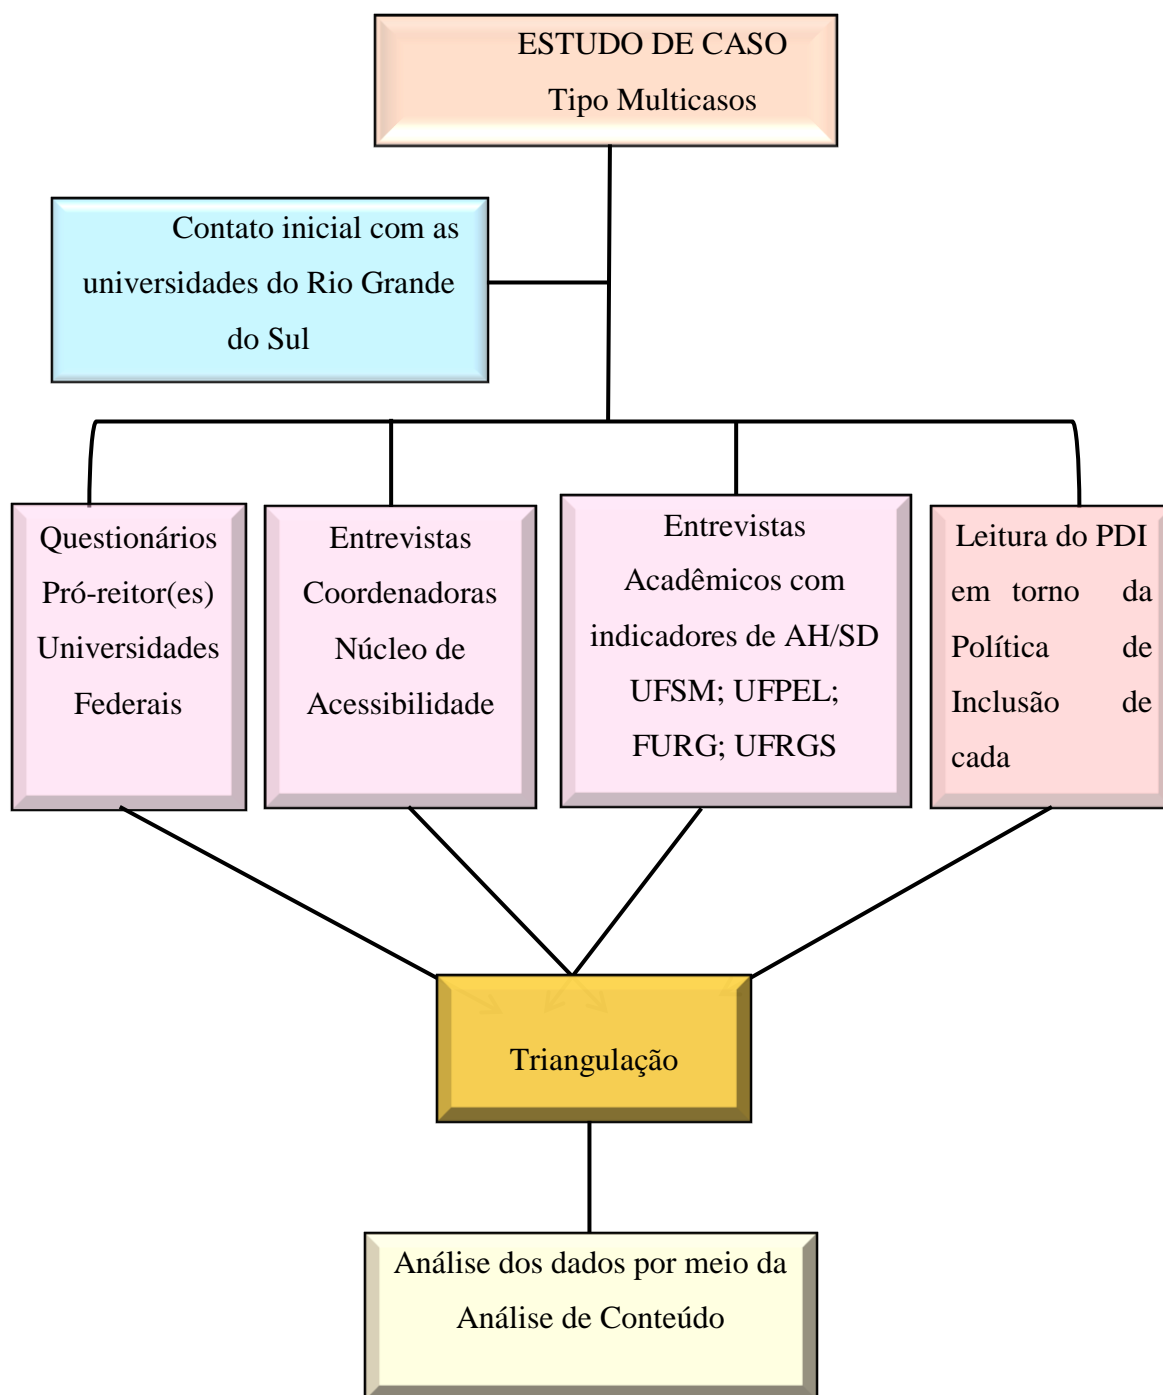 ESTUDO DE CASO
Tipo Multicasos
Contato inicial com as
universidades do Rio Grande
do Sul
Questionários
Pró-reitor(es)
Universidades
Federais
Entrevistas
Coordenadoras
Núcleo de
Acessibilidade
Entrevistas
Acadêmicos com
indicadores de AH/SD
UFSM; UFPEL;
FURG; UFRGS
Leitura do PDI
em torno da
Política de
Inclusão de
cada
Triangulação
Análise dos dados por meio da
Análise de Conteúdo